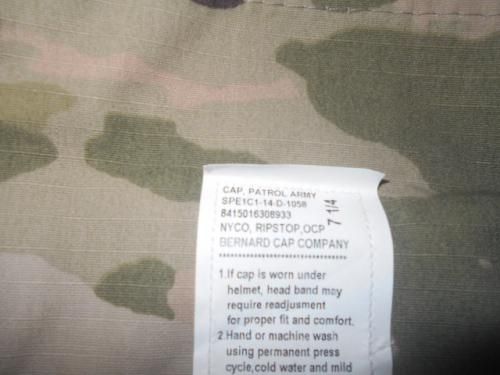 CAP, PATROL ARMY
SPE1C1-14-D-1058
8415016308933
NYCO, RIPSTOP,OCP
BERNARD CAP COMPANY
7 1/4
********************************
1.If cap is worn under
helmet, head band may
require readjusment
for proper fit and comfort.
2.Hand or machine wash
using permanent press
cycle,cold water and mild